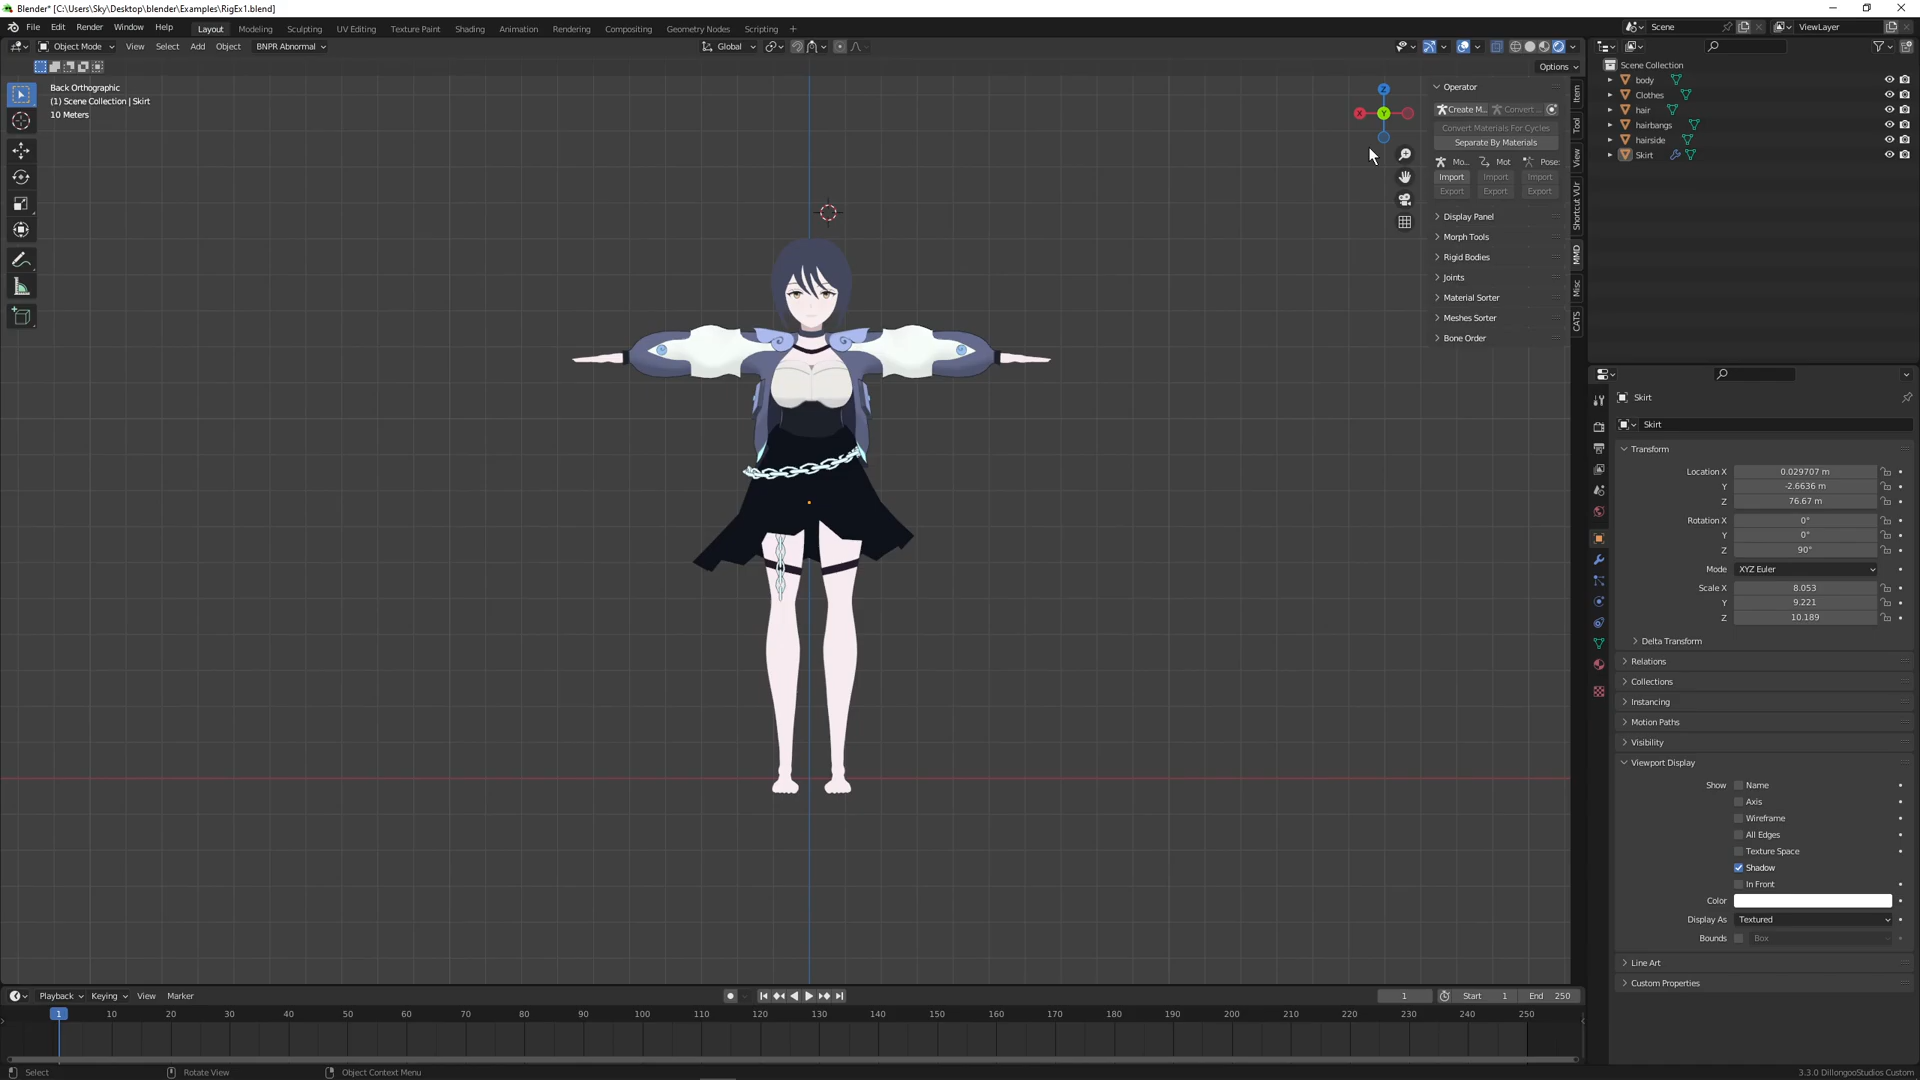 Blender* [C:\Users\Sky\Desktop\blender\Examples\RigEx1.blend]
File Edit Render Window Help Layout Modeling Sculpting UV Editing Texture Paint Shading Animation Rendering Compositing Geometry Nodes Scripting + Scene ViewLayer
Object Mode View Select Add Object BNPR Abnormal Global
Options
Back Orthographic
(1) Scene Collection | Skirt
10 Meters
Z
X
Y
Operator
Create M... Convert ...
Convert Materials For Cycles
Separate By Materials
Mo... Mot Pose:
Import Import Import
Export Export Export
Display Panel
Morph Tools
Rigid Bodies
Joints
Material Sorter
Meshes Sorter
Bone Order
Item
Tool
View
Shortcut VUr
MMD
Misc
CATS
Scene Collection
body
Clothes
hair
hairbangs
hairside
Skirt
Skirt
Skirt
Transform
Location X 0.029707 m
Y -2.6636 m
Z 76.67 m
Rotation X 0°
Y 0°
Z 90°
Mode XYZ Euler
Scale X 8.053
Y 9.221
Z 10.189
Delta Transform
Relations
Collections
Instancing
Motion Paths
Visibility
Viewport Display
Show Name
Axis
Wireframe
All Edges
Texture Space
Shadow
In Front
Color
Display As Textured
Bounds Box
Line Art
Custom Properties
Playback Keying View Marker 1 Start 1 End 250
1 10 20 30 40 50 60 70 80 90 100 110 120 130 140 150 160 170 180 190 200 210 220 230 240 250
Select Rotate View Object Context Menu 3.3.0 DillongooStudios Custom